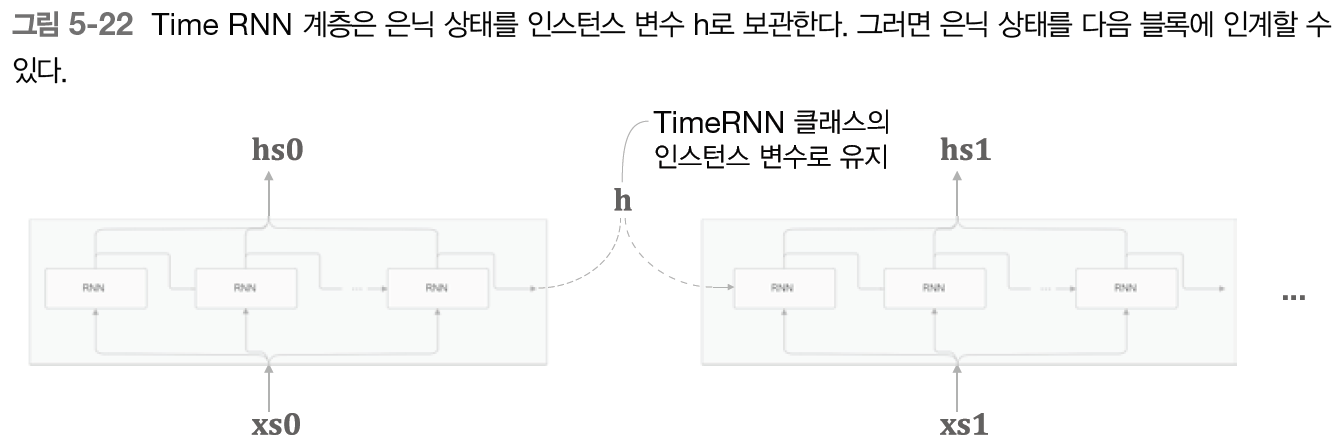 그림 5-22 Time RNN 계층은 은닉 상태를 인스턴스 변수 h로 보관한다. 그러면 은닉 상태를 다음 블록에 인계할 수
있다.
TimeRNN 클래스의
인스턴스 변수로 유지
hs0
hs1
h
RNN
RNN
...
RNN
RNN
RNN
...
RNN
...
xs0
xs1